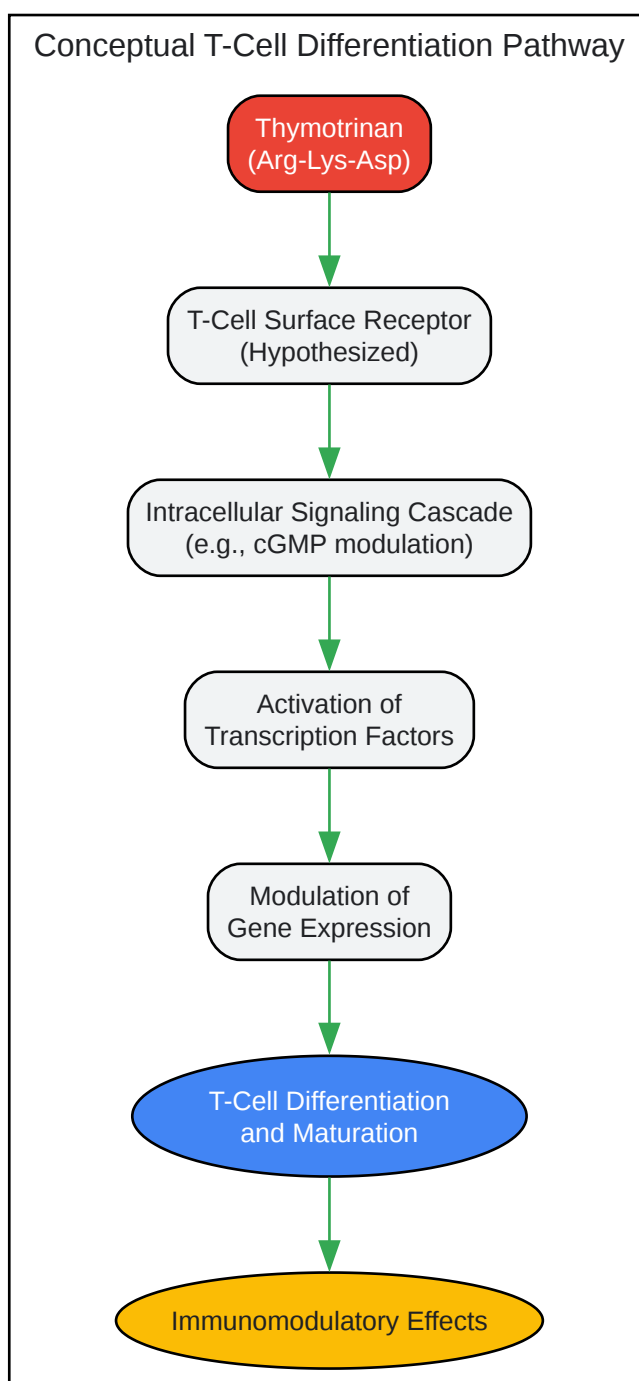 Conceptual T-Cell Differentiation Pathway
Thymotrinan
(Arg-Lys-Asp)
T-Cell Surface Receptor
(Hypothesized)
Intracellular Signaling Cascade
(e.g., cGMP modulation)
Activation of
Transcription Factors
Modulation of
Gene Expression
T-Cell Differentiation
and Maturation
Immunomodulatory Effects